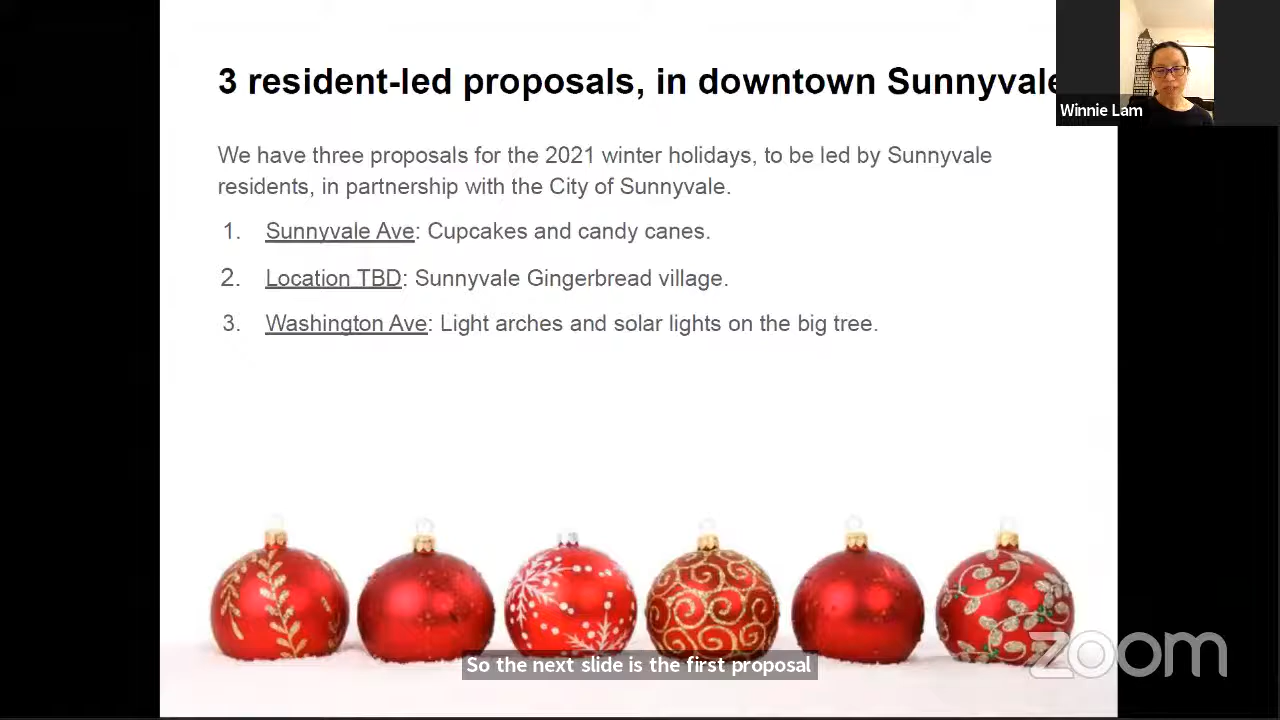 3 resident-led proposals, in downtown Sunnyvale
Winnie Lam
We have three proposals for the 2021 winter holidays, to be led by Sunnyvale
residents, in partnership with the City of Sunnyvale.
1. Sunnyvale Ave: Cupcakes and candy canes.
2. Location TBD: Sunnyvale Gingerbread village.
3. Washington Ave: Light arches and solar lights on the big tree.
zoom
So the next slide is the first proposal